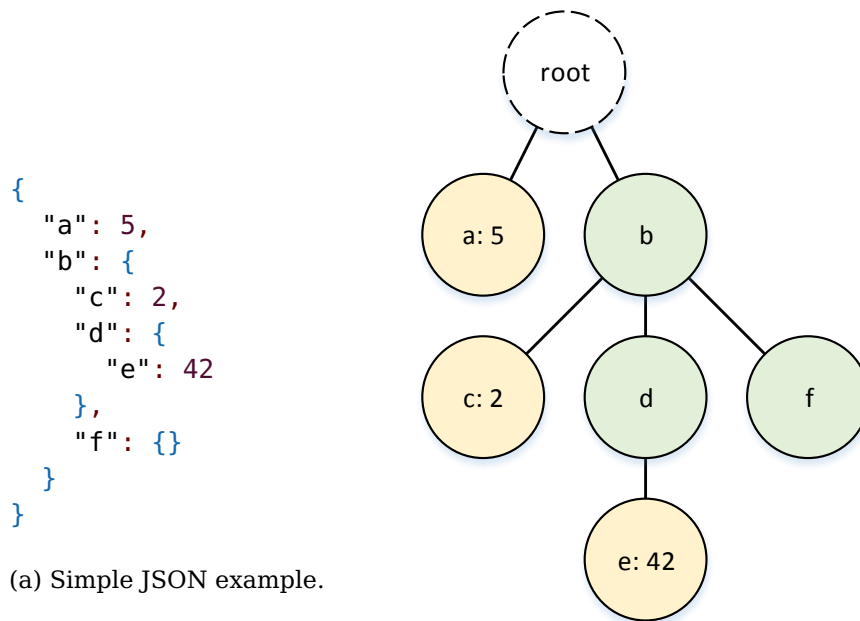 {
  "a": 5,
  "b": {
    "c": 2,
    "d": {
      "e": 42
    },
    "f": {}
  }
}
(a) Simple JSON example.
root
a: 5
b
c: 2
d
f
e: 42